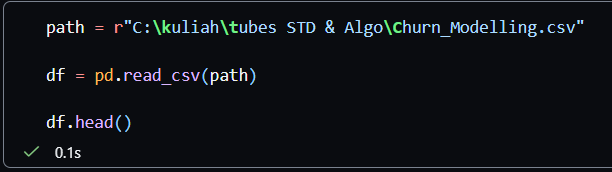 path = r"C:\kuliah\tubes STD & Algo\Churn_Modelling.csv"
df = pd.read_csv(path)
df.head()
0.1s